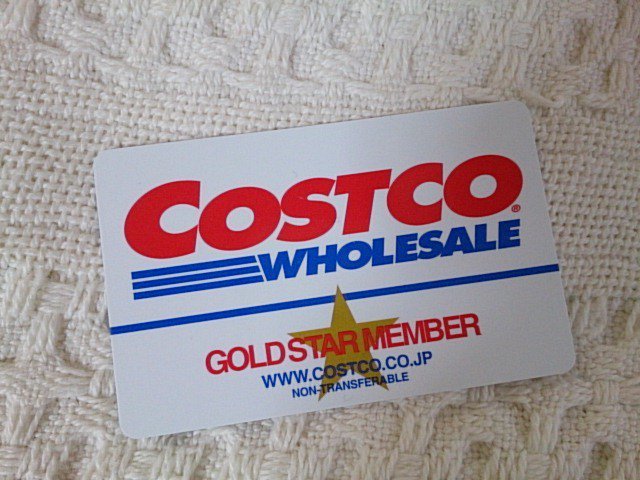 COSTCO®
WHOLESALE
GOLD STAR MEMBER
WWW.COSTCO.CO.JP
NON-TRANSFERABLE